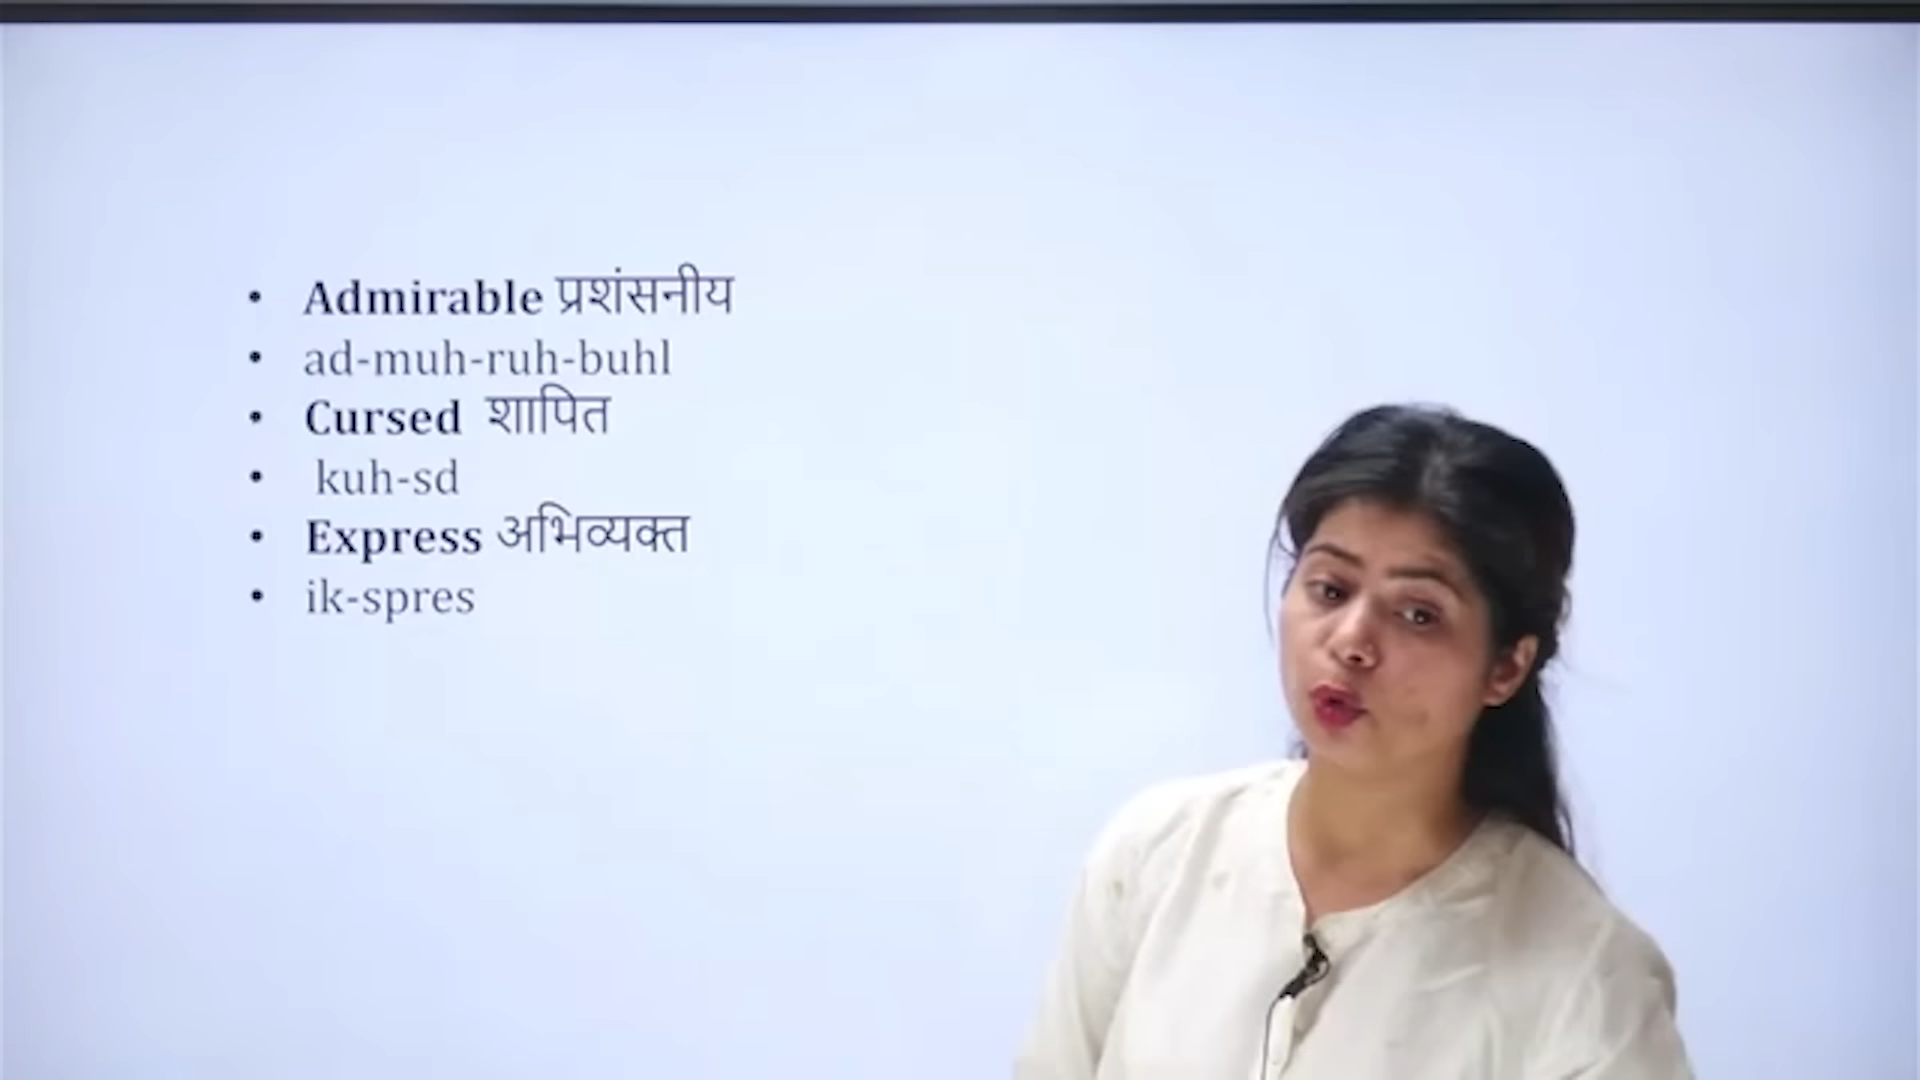 • Admirable प्रशंसनीय
• ad-muh-ruh-buhl
• Cursed शापित
• kuh-sd
• Express अभिव्यक्त
• ik-spres